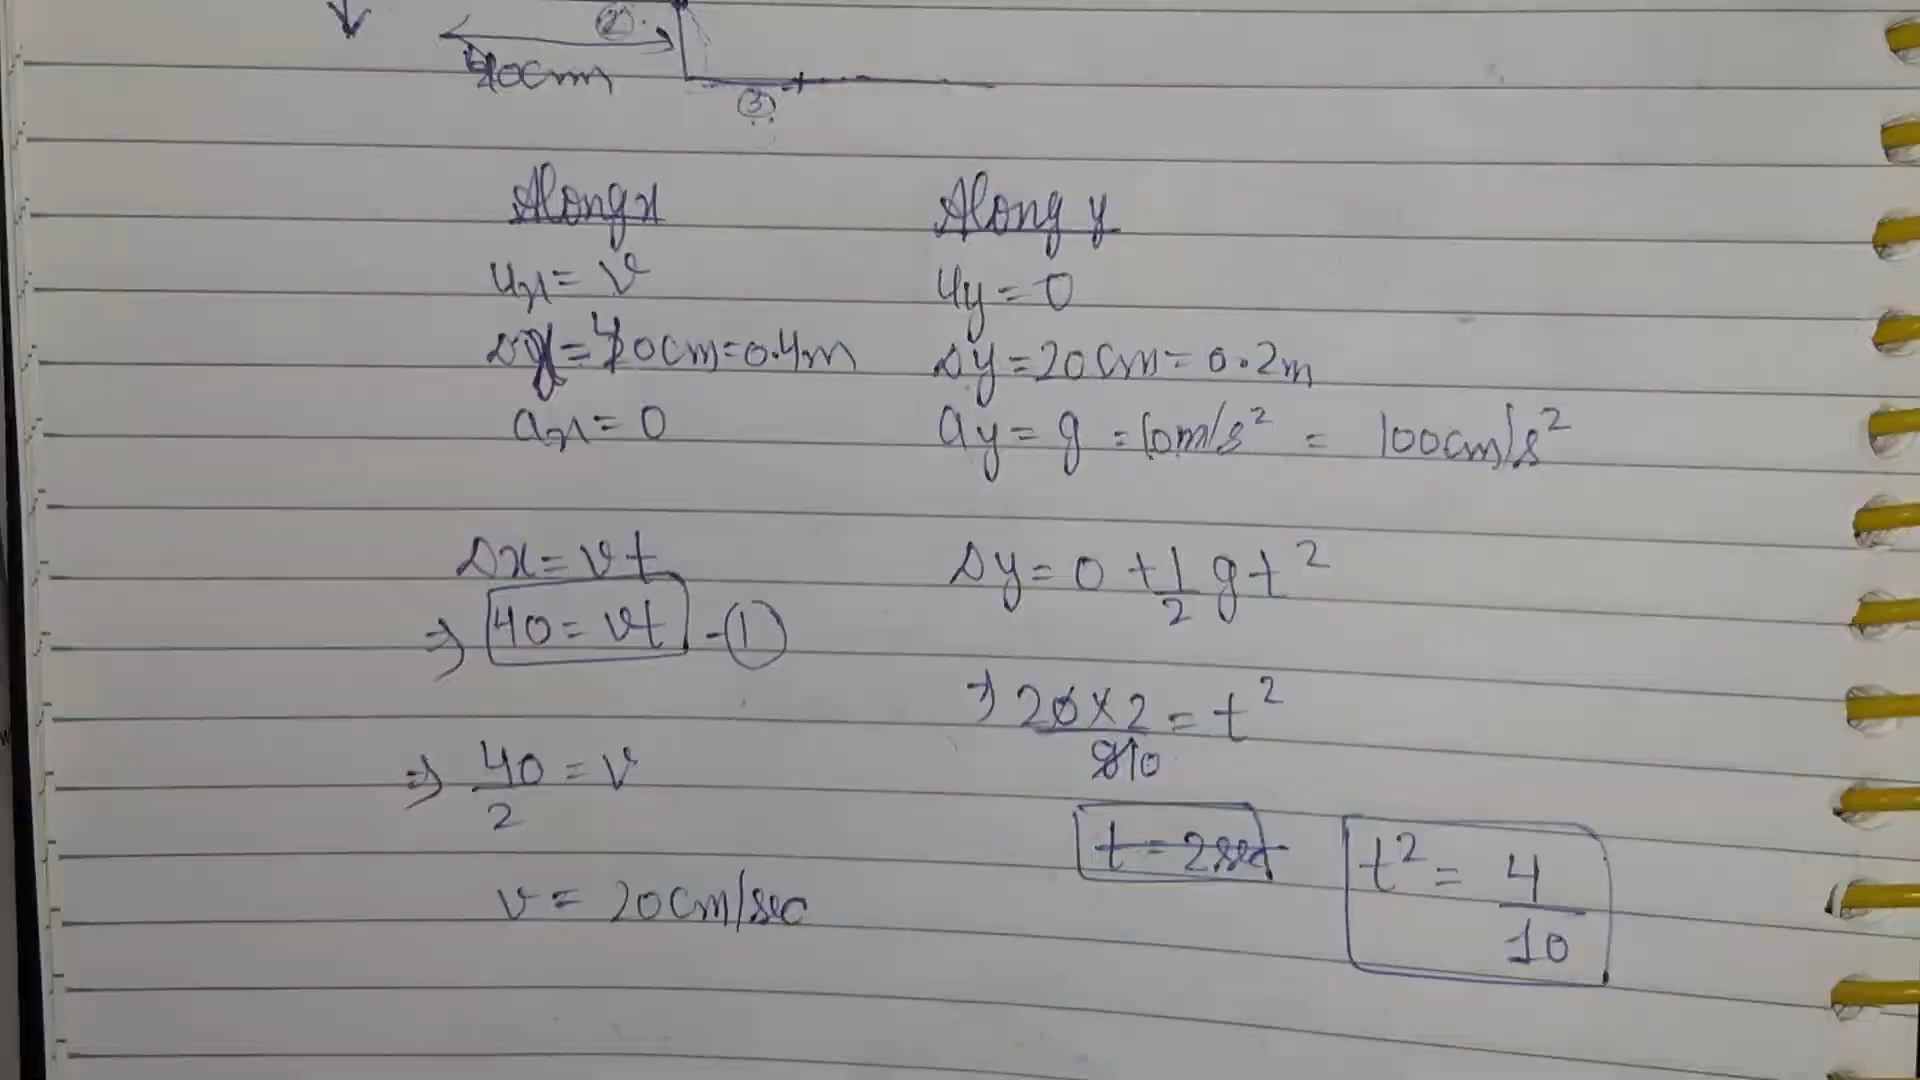 ②
40cm
③
Along x Along y
ux = v uy = 0
Δx = 40cm = 0.4m Δy = 20cm = 0.2m
ax = 0 ay = g = 10m/s² = 100cm/s²
Δx = vt Δy = 0 + 1/2 gt²
⇒ 40 = vt - ① 
⇒ 20×2/10 = t²
⇒ 40/2 = v
t = 2sec t² = 4/10
v = 20cm/sec